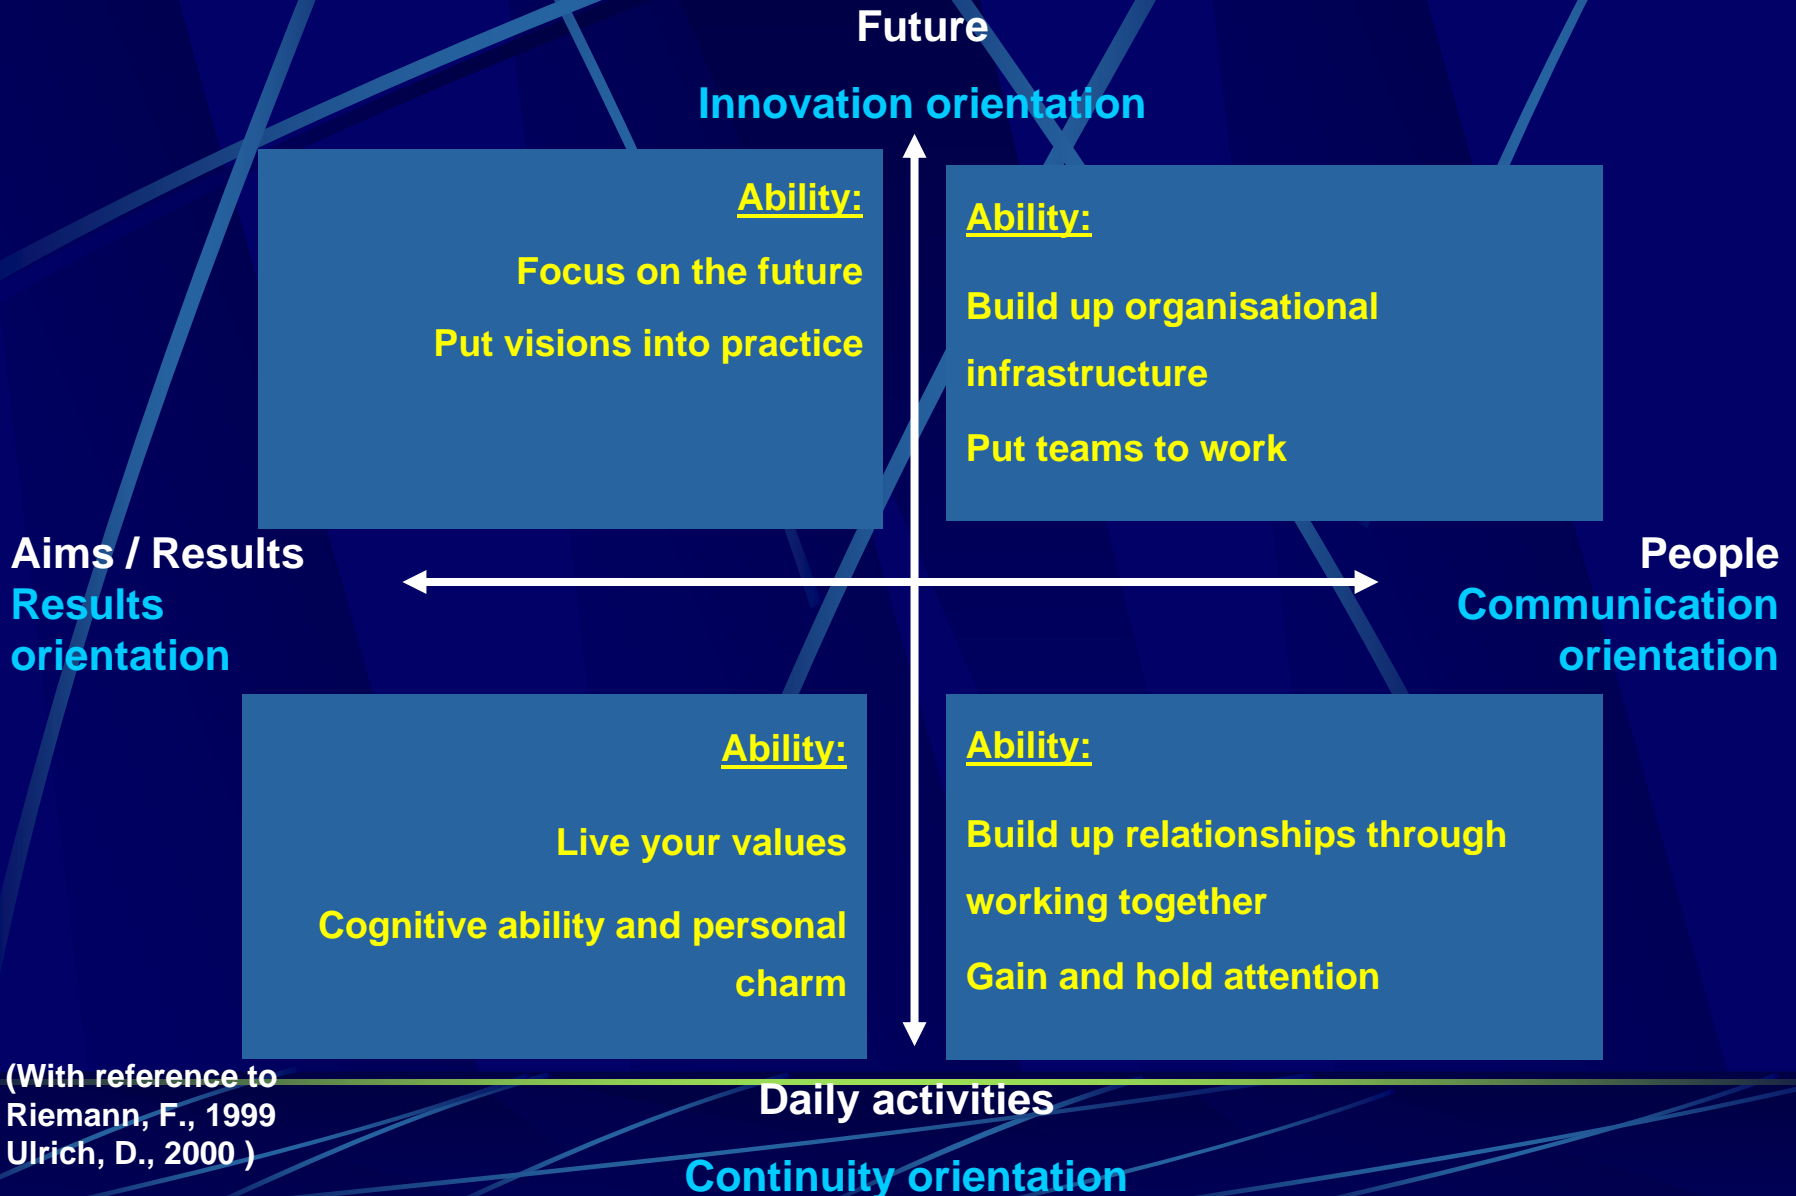 Future
Innovation orientation
Ability:
Focus on the future
Put visions into practice
Ability:
Build up organisational
infrastructure
Put teams to work
Aims / Results
Results
orientation
People
Communication
orientation
Ability:
Live your values
Cognitive ability and personal
charm
Ability:
Build up relationships through
working together
Gain and hold attention
(With reference to
Riemann, F., 1999
Ulrich, D., 2000 )
Daily activities
Continuity orientation